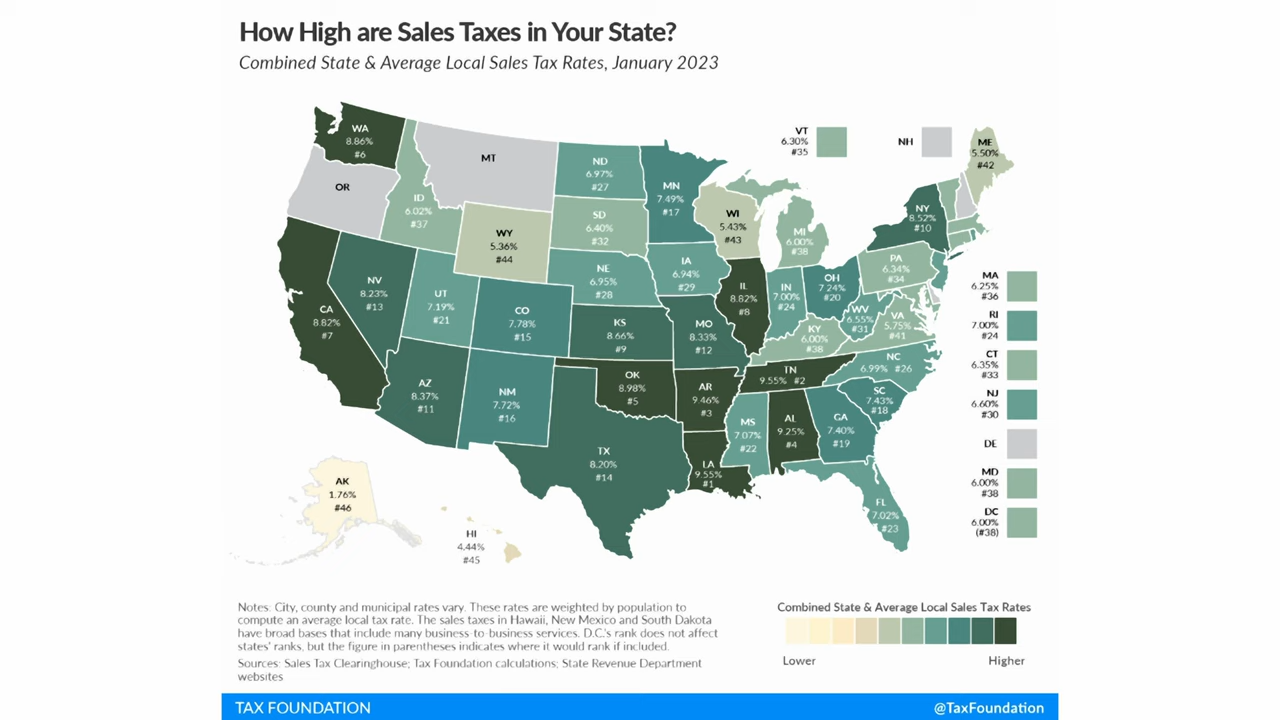 How High are Sales Taxes in Your State?
Combined State & Average Local Sales Tax Rates, January 2023
WA
8.86%
#6
MT
OR
ID
6.02%
#37
WY
5.36%
#44
ND
6.97%
#27
SD
6.40%
#32
MN
7.49%
#17
WI
5.43%
#43
MI
6.00%
#38
VT
6.30%
#35
NH
ME
5.50%
#42
NY
8.52%
#10
CA
8.82%
#7
NV
8.23%
#13
UT
7.19%
#21
CO
7.78%
#15
NE
6.95%
#28
IA
6.94%
#29
IL
8.82%
#8
IN
7.00%
#24
OH
7.24%
#20
PA
6.34%
#34
WV
6.55%
#31
VA
5.75%
#41
KY
6.00%
#38
KS
8.66%
#9
MO
8.33%
#12
AZ
8.37%
#11
NM
7.72%
#16
OK
8.98%
#5
AR
9.46%
#3
TN
9.55% #2
NC
6.99% #26
SC
7.43%
#18
MS
7.07%
#22
AL
9.25%
#4
GA
7.40%
#19
TX
8.20%
#14
LA
9.55%
#1
FL
7.02%
#23
AK
1.76%
#46
HI
4.44%
#45
MA
6.25%
#36
RI
7.00%
#24
CT
6.35%
#33
NJ
6.60%
#30
DE
MD
6.00%
#38
DC
6.00%
(#38)
Notes: City, county and municipal rates vary. These rates are weighted by population to
compute an average local tax rate. The sales taxes in Hawaii, New Mexico and South Dakota
have broad bases that include many business-to-business services. D.C.'s rank does not affect
states' ranks, but the figure in parentheses indicates where it would rank if included.
Sources: Sales Tax Clearinghouse; Tax Foundation calculations; State Revenue Department
websites
Combined State & Average Local Sales Tax Rates
Lower
Higher
TAX FOUNDATION
@TaxFoundation